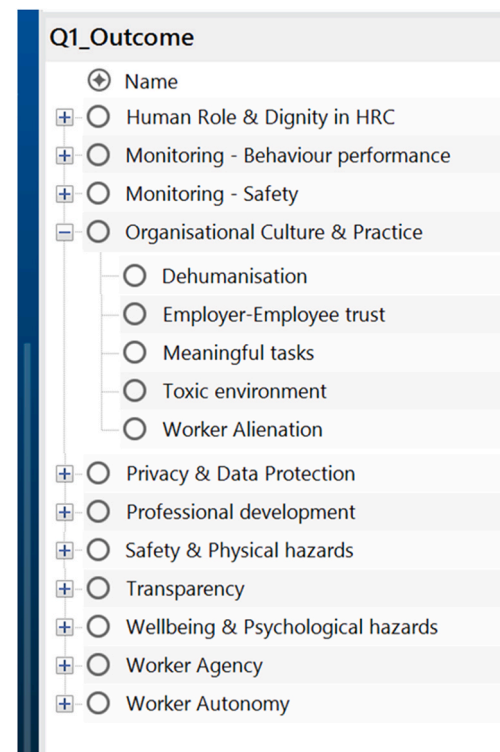 Q1_Outcome
Name
Human Role & Dignity in HRC
Monitoring - Behaviour performance
Monitoring - Safety
Organisational Culture & Practice
Dehumanisation
Employer-Employee trust
Meaningful tasks
Toxic environment
Worker Alienation
Privacy & Data Protection
Professional development
Safety & Physical hazards
Transparency
Wellbeing & Psychological hazards
Worker Agency
Worker Autonomy